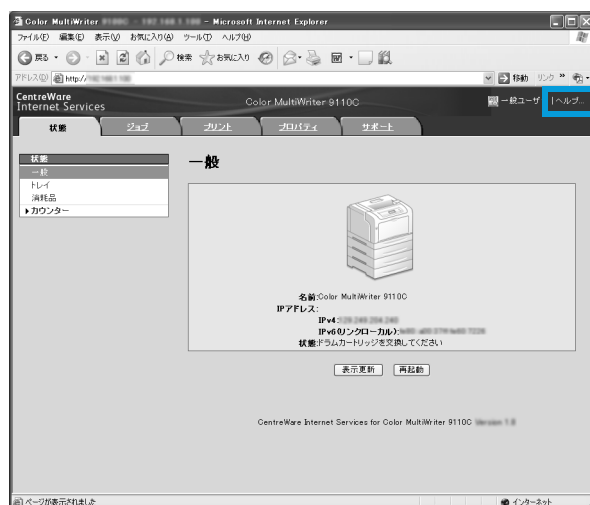 Color MultiWriter - Microsoft Internet Explorer
ファイル(F) 編集(E) 表示(V) お気に入り(A) ツール(T) ヘルプ(H)
戻る 検索 お気に入り
アドレス(D) http:// 移動 リンク »
CentreWare
Internet Services
Color MultiWriter 9110C
一般ユーザ
ヘルプ...
状態 ジョブ プリント プロパティ サポート
状態
一般
トレイ
消耗品
カウンター
一般
名前:Color MultiWriter 9110C
IPアドレス:
IPv4:
IPv6(リンクローカル):
状態:ドラムカートリッジを交換してください
表示更新 再起動
CentreWare Internet Services for Color MultiWriter 9110C
ページが表示されました インターネット